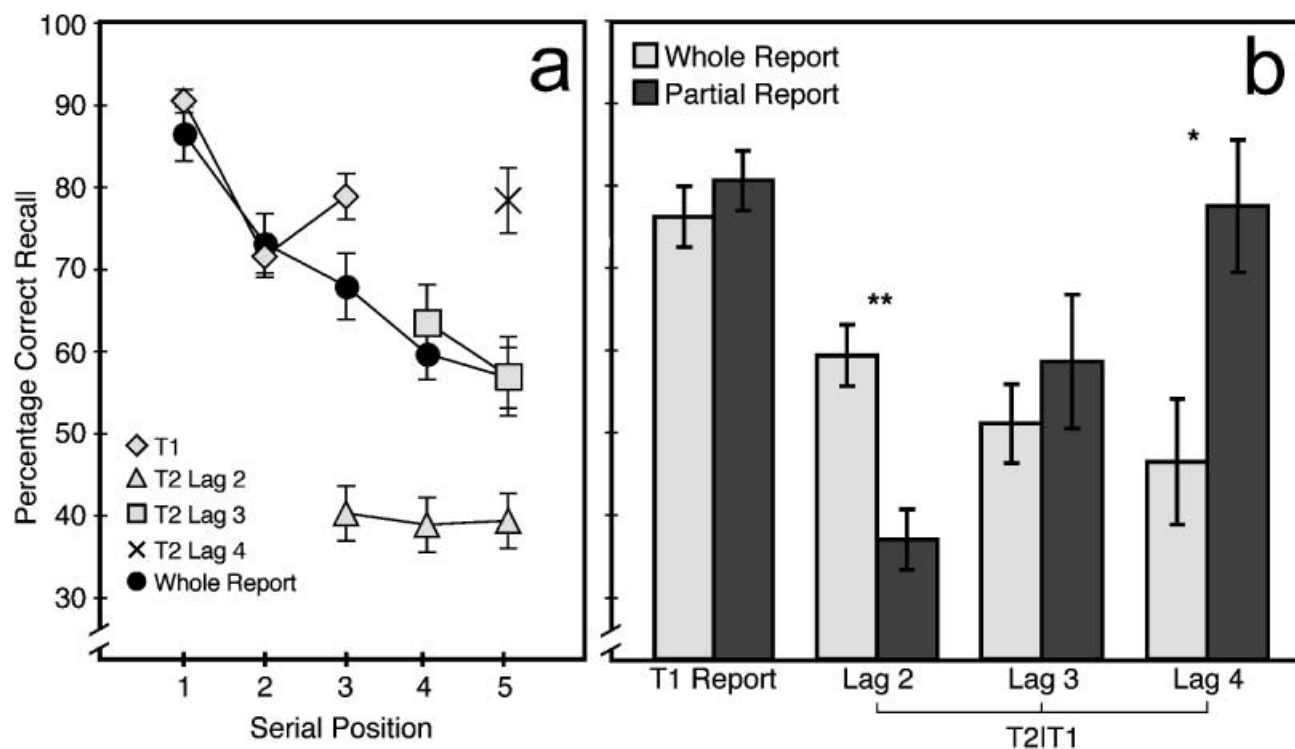 100
90
80
70
60
50
40
30
Percentage Correct Recall
a
T1
T2 Lag 2
T2 Lag 3
T2 Lag 4
Whole Report
1 2 3 4 5
Serial Position
b
Whole Report
Partial Report
**
*
T1 Report Lag 2 Lag 3 Lag 4
T2|T1